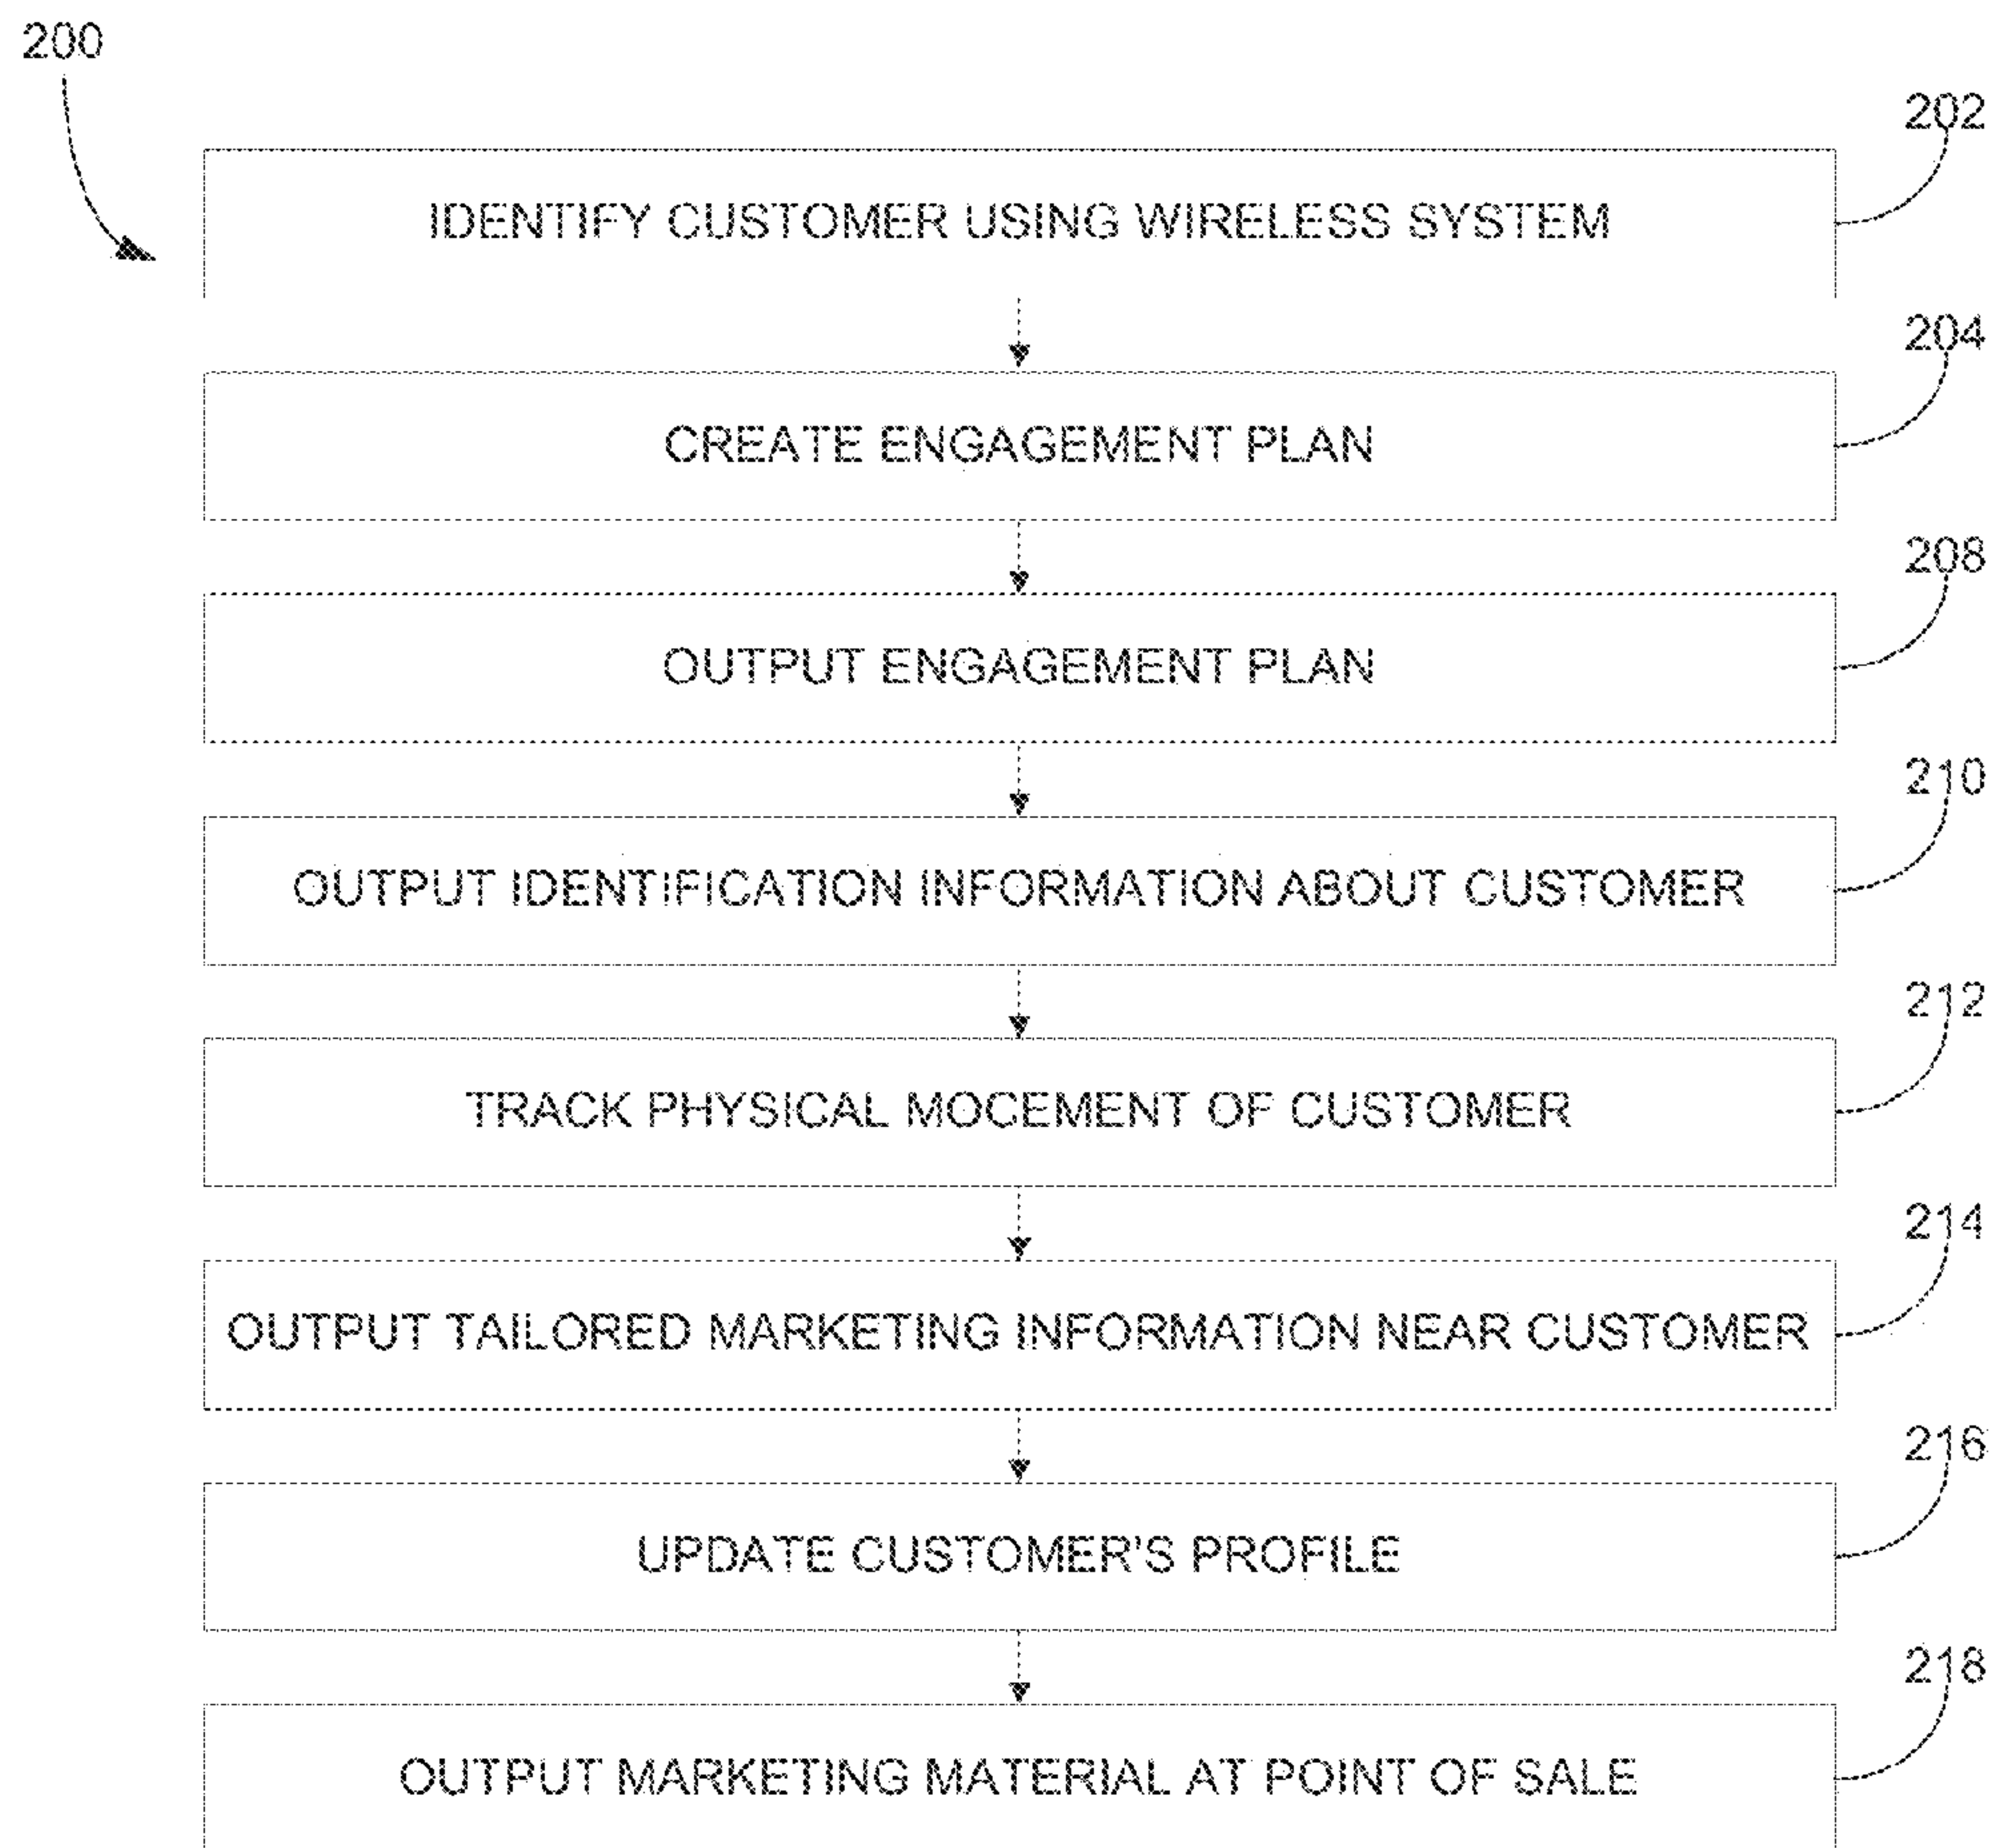 200
202
IDENTIFY CUSTOMER USING WIRELESS SYSTEM
204
CREATE ENGAGEMENT PLAN
208
OUTPUT ENGAGEMENT PLAN
210
OUTPUT IDENTIFICATION INFORMATION ABOUT CUSTOMER
212
TRACK PHYSICAL MOCEMENT OF CUSTOMER
214
OUTPUT TAILORED MARKETING INFORMATION NEAR CUSTOMER
216
UPDATE CUSTOMER'S PROFILE
218
OUTPUT MARKETING MATERIAL AT POINT OF SALE